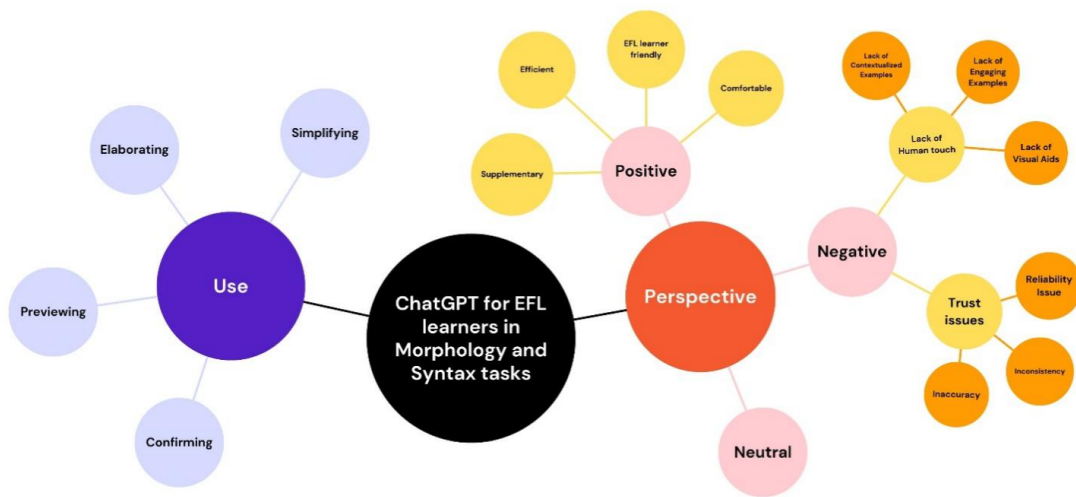 Simplifying
Elaborating
Previewing
Confirming
Use
ChatGPT for EFL
learners in
Morphology and
Syntax tasks
Perspective
Positive
Supplementary
Efficient
EFL learner
friendly
Comfortable
Negative
Lack of
Human touch
Lack of
Contextualized
Examples
Lack of
Engaging
Examples
Lack of
Visual Aids
Trust
issues
Reliability
Issue
Inconsistency
Inaccuracy
Neutral